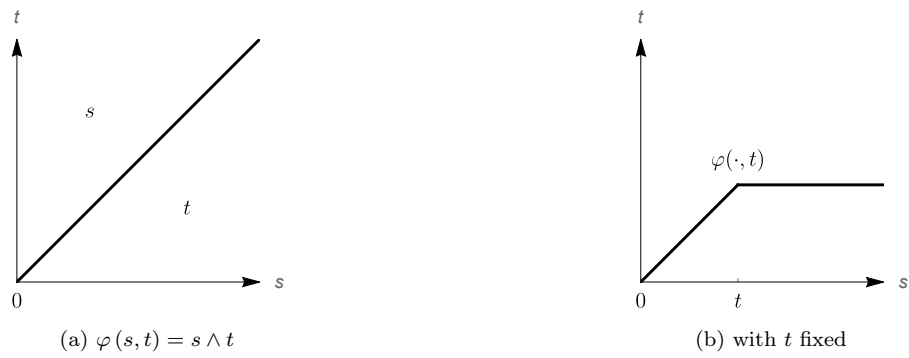 t
s
t
0
s
(a) φ (s, t) = s ∧ t
t
φ(·, t)
0
t
s
(b) with t fixed